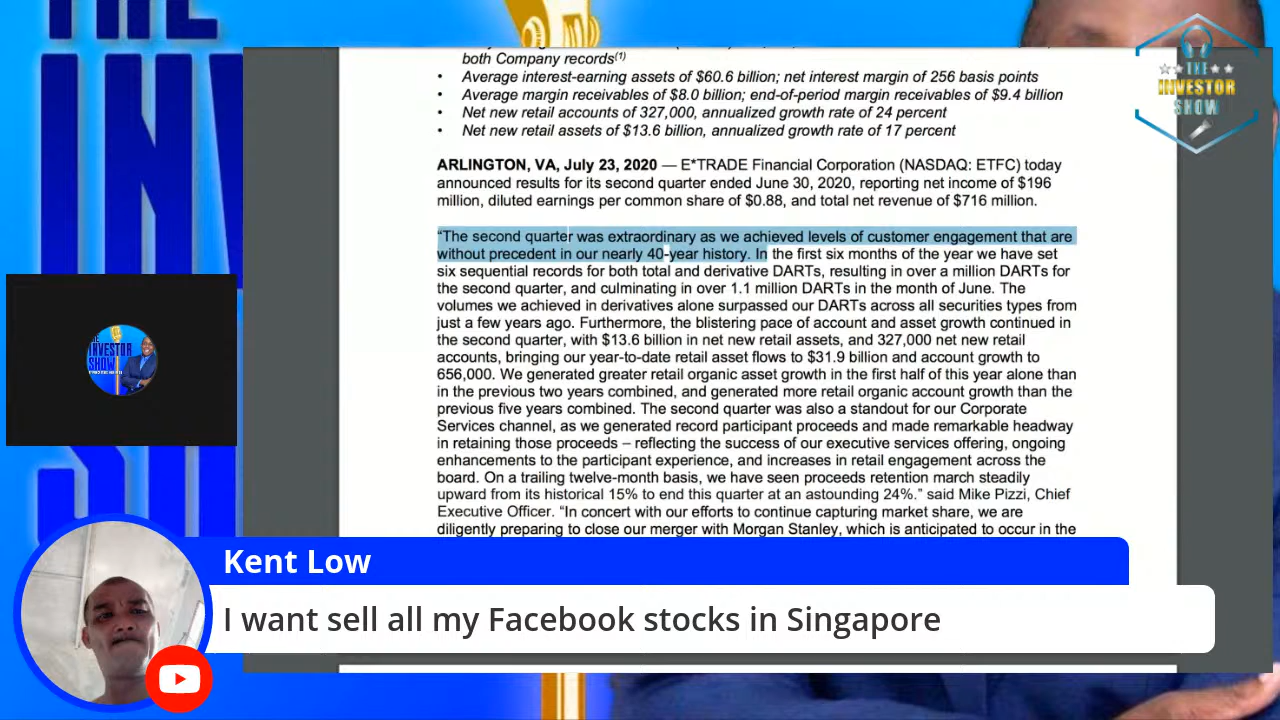 THE
INV
both Company records(1)
• Average interest-earning assets of $60.6 billion; net interest margin of 256 basis points
• Average margin receivables of $8.0 billion; end-of-period margin receivables of $9.4 billion
• Net new retail accounts of 327,000, annualized growth rate of 24 percent
• Net new retail assets of $13.6 billion, annualized growth rate of 17 percent
THE
INVESTOR
SHOW
ARLINGTON, VA, July 23, 2020 — E*TRADE Financial Corporation (NASDAQ: ETFC) today
announced results for its second quarter ended June 30, 2020, reporting net income of $196
million, diluted earnings per common share of $0.88, and total net revenue of $716 million.
“The second quarter was extraordinary as we achieved levels of customer engagement that are
without precedent in our nearly 40-year history. In the first six months of the year we have set
six sequential records for both total and derivative DARTs, resulting in over a million DARTs for
the second quarter, and culminating in over 1.1 million DARTs in the month of June. The
volumes we achieved in derivatives alone surpassed our DARTs across all securities types from
just a few years ago. Furthermore, the blistering pace of account and asset growth continued in
the second quarter, with $13.6 billion in net new retail assets, and 327,000 net new retail
accounts, bringing our year-to-date retail asset flows to $31.9 billion and account growth to
656,000. We generated greater retail organic asset growth in the first half of this year alone than
in the previous two years combined, and generated more retail organic account growth than the
previous five years combined. The second quarter was also a standout for our Corporate
Services channel, as we generated record participant proceeds and made remarkable headway
in retaining those proceeds – reflecting the success of our executive services offering, ongoing
enhancements to the participant experience, and increases in retail engagement across the
board. On a trailing twelve-month basis, we have seen proceeds retention march steadily
upward from its historical 15% to end this quarter at an astounding 24%.” said Mike Pizzi, Chief
Executive Officer. “In concert with our efforts to continue capturing market share, we are
diligently preparing to close our merger with Morgan Stanley, which is anticipated to occur in the
THE
INVESTOR
SHOW
Kent Low
I want sell all my Facebook stocks in Singapore